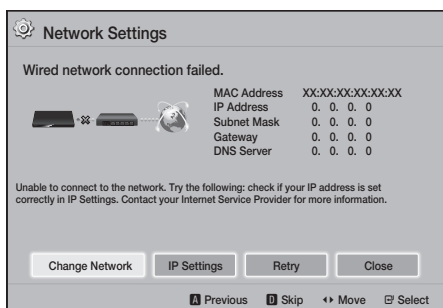 Network Settings
Wired network connection failed.
MAC Address XX:XX:XX:XX:XX:XX
IP Address 0. 0. 0. 0
Subnet Mask 0. 0. 0. 0
Gateway 0. 0. 0. 0
DNS Server 0. 0. 0. 0
Unable to connect to the network. Try the following: check if your IP address is set
correctly in IP Settings. Contact your Internet Service Provider for more information.
Change Network IP Settings Retry Close
A Previous D Skip Move Select